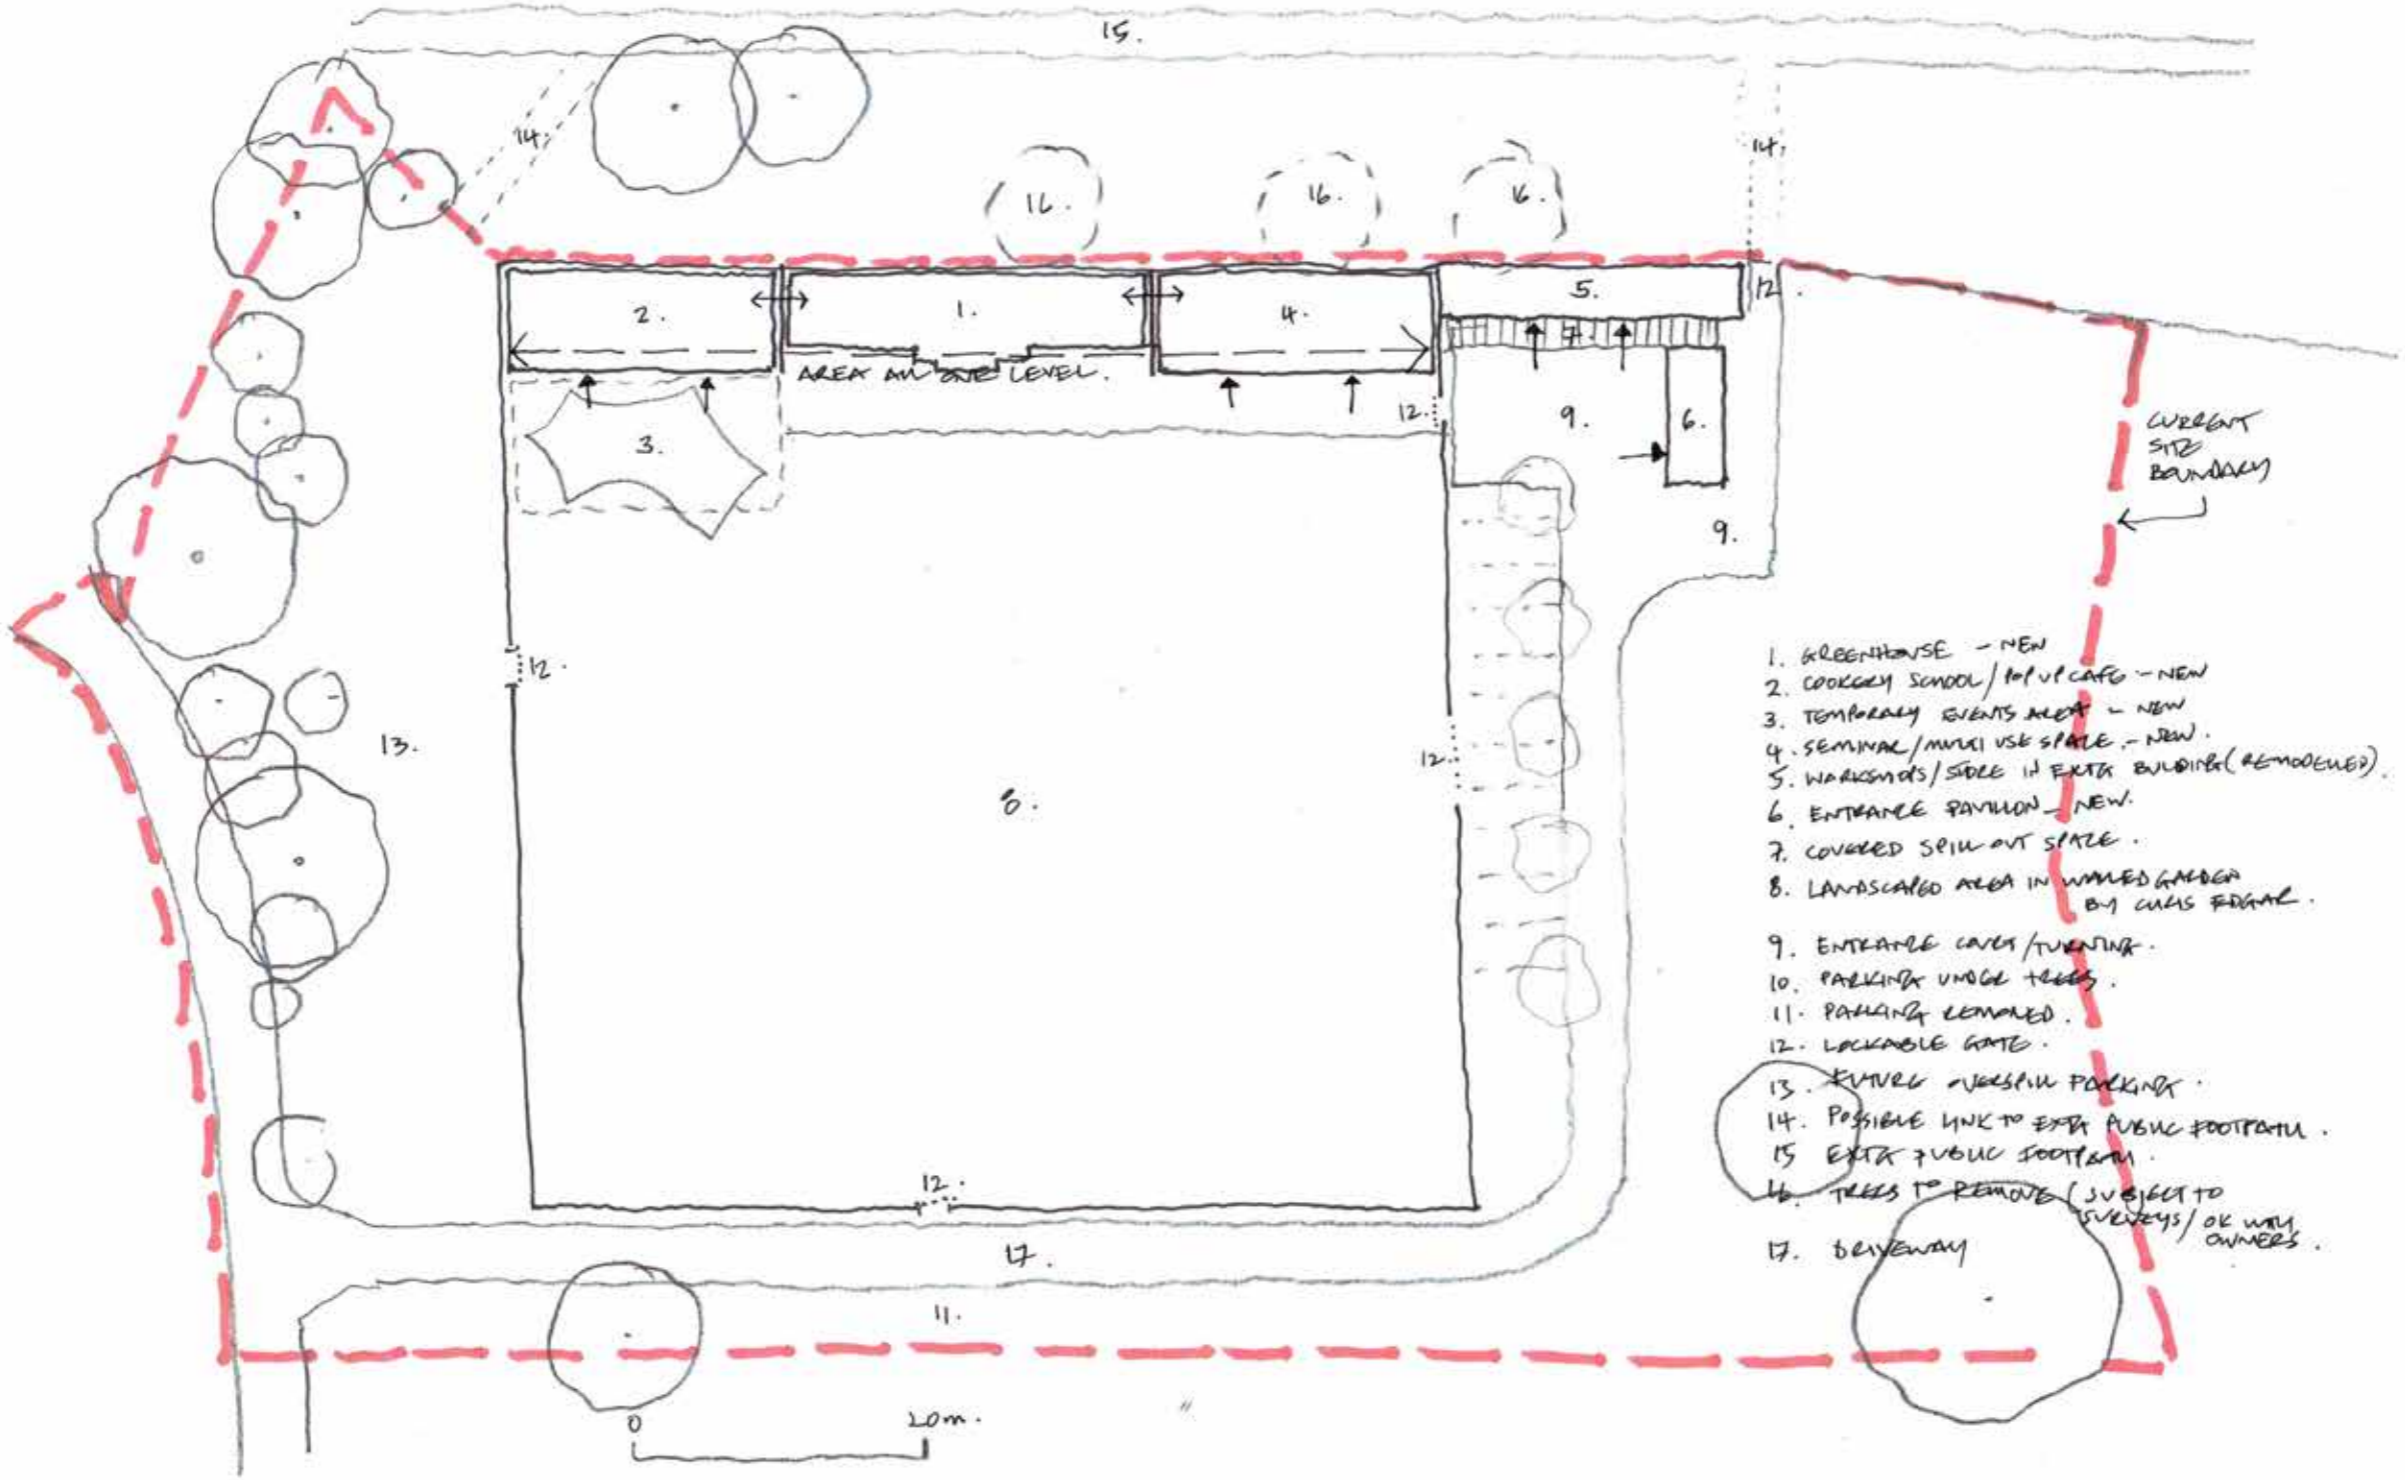 15.
14.
14.
16.
16.
16.
2.
1.
4.
5.
12.
7.
AREA ALL ONE LEVEL.
3.
12.
9.
6.
9.
CURRENT
SITE
BOUNDARY
12.
13.
12.
8.
12.
17.
11.
0 20m.
1. GREENHOUSE - NEW
2. COOKERY SCHOOL/POP UP CAFE - NEW
3. TEMPORARY EVENTS AREA - NEW
4. SEMINAR/MULTI USE SPACE - NEW.
5. WORKSHOPS/STORE IN EXTG BUILDING (REMODELLED).
6. ENTRANCE PAVILION - NEW.
7. COVERED SPILL OUT SPACE.
8. LANDSCAPED AREA IN WALLED GARDEN
BY CHRIS EDGAR.
9. ENTRANCE COURT/TURNING.
10. PARKING UNDER TREES.
11. PARKING REMOVED.
12. LOCKABLE GATE.
13. FUTURE OVERSPILL PARKING.
14. POSSIBLE LINK TO EXTG PUBLIC FOOTPATH.
15 EXTG PUBLIC FOOTPATH.
16. TREES TO REMOVE (SUBJECT TO
SURVEYS/ OK WITH
OWNERS.
17. DRIVEWAY